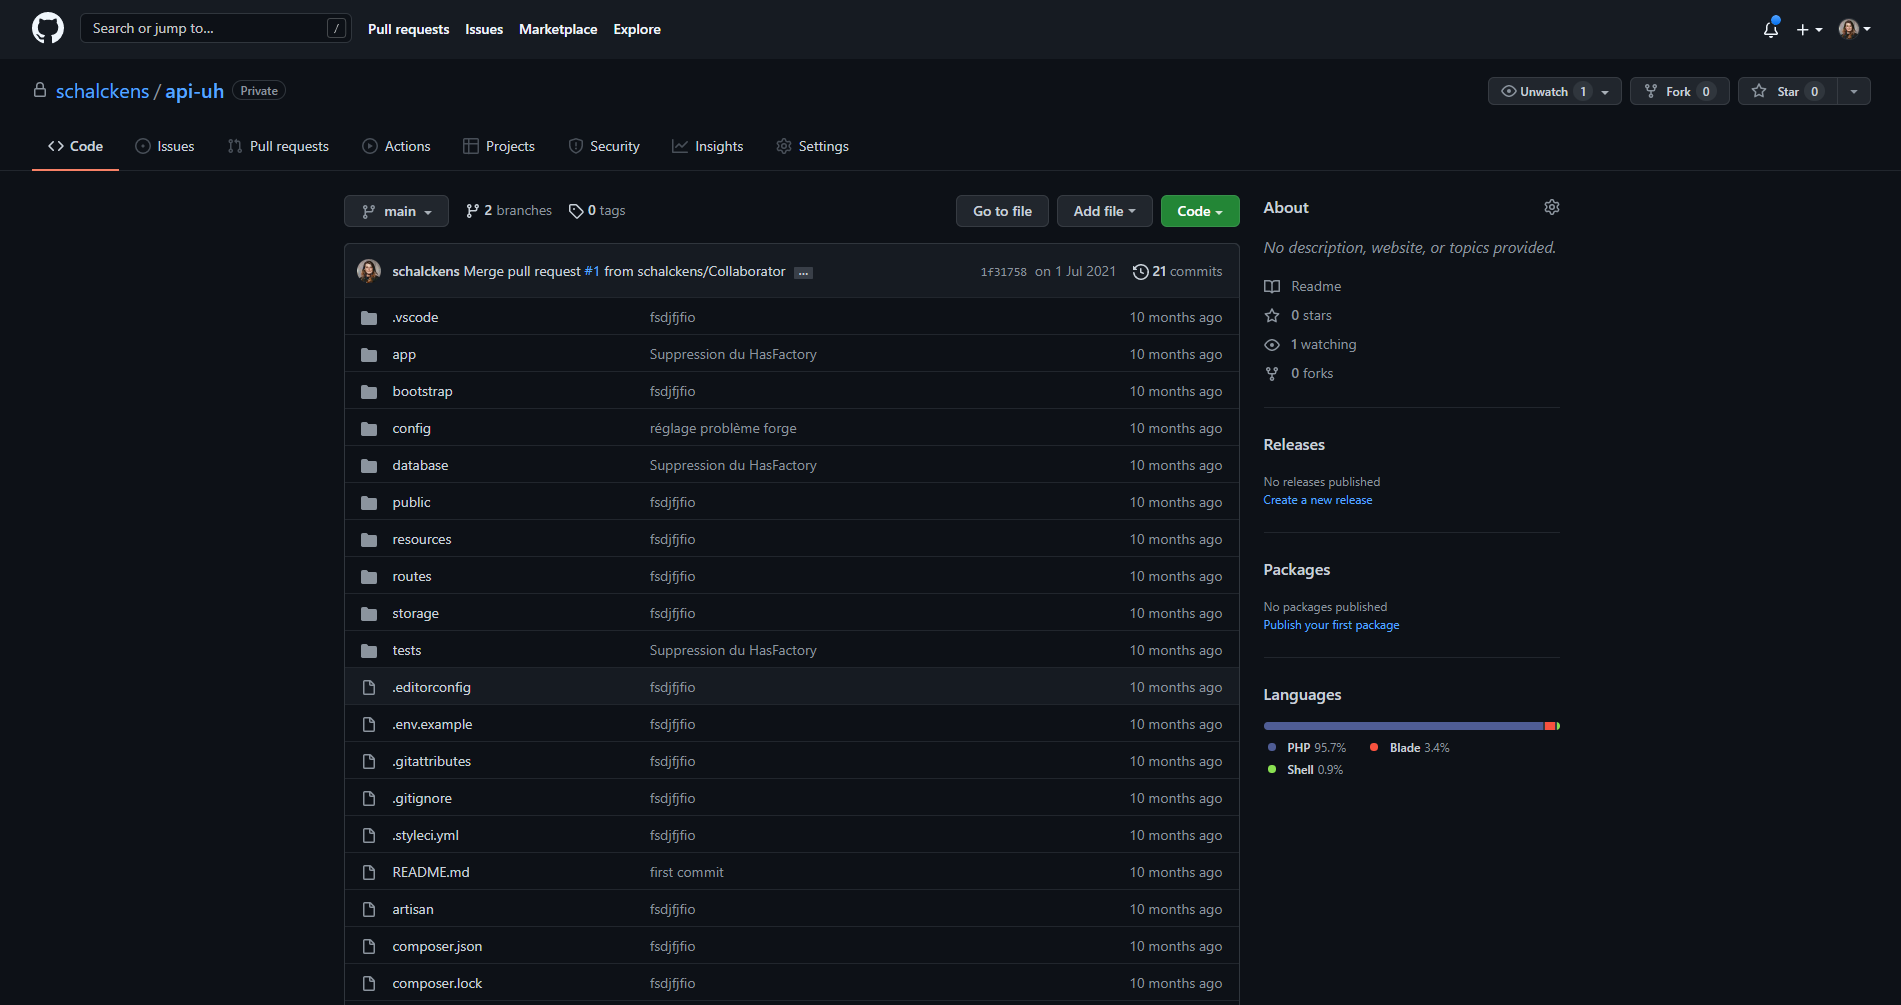 Search or jump to... /
Pull requests Issues Marketplace Explore
schalckens / api-uh Private
Unwatch 1 Fork 0 Star 0
Code Issues Pull requests Actions Projects Security Insights Settings
main 2 branches 0 tags Go to file Add file Code
schalckens Merge pull request #1 from schalckens/Collaborator ... 1f31758 on 1 Jul 2021 21 commits
.vscode fsdjfjfio 10 months ago
app Suppression du HasFactory 10 months ago
bootstrap fsdjfjfio 10 months ago
config réglage problème forge 10 months ago
database Suppression du HasFactory 10 months ago
public fsdjfjfio 10 months ago
resources fsdjfjfio 10 months ago
routes fsdjfjfio 10 months ago
storage fsdjfjfio 10 months ago
tests Suppression du HasFactory 10 months ago
.editorconfig fsdjfjfio 10 months ago
.env.example fsdjfjfio 10 months ago
.gitattributes fsdjfjfio 10 months ago
.gitignore fsdjfjfio 10 months ago
.styleci.yml fsdjfjfio 10 months ago
README.md first commit 10 months ago
artisan fsdjfjfio 10 months ago
composer.json fsdjfjfio 10 months ago
composer.lock fsdjfjfio 10 months ago
About
No description, website, or topics provided.
Readme
0 stars
1 watching
0 forks
Releases
No releases published
Create a new release
Packages
No packages published
Publish your first package
Languages
PHP 95.7% Blade 3.4%
Shell 0.9%